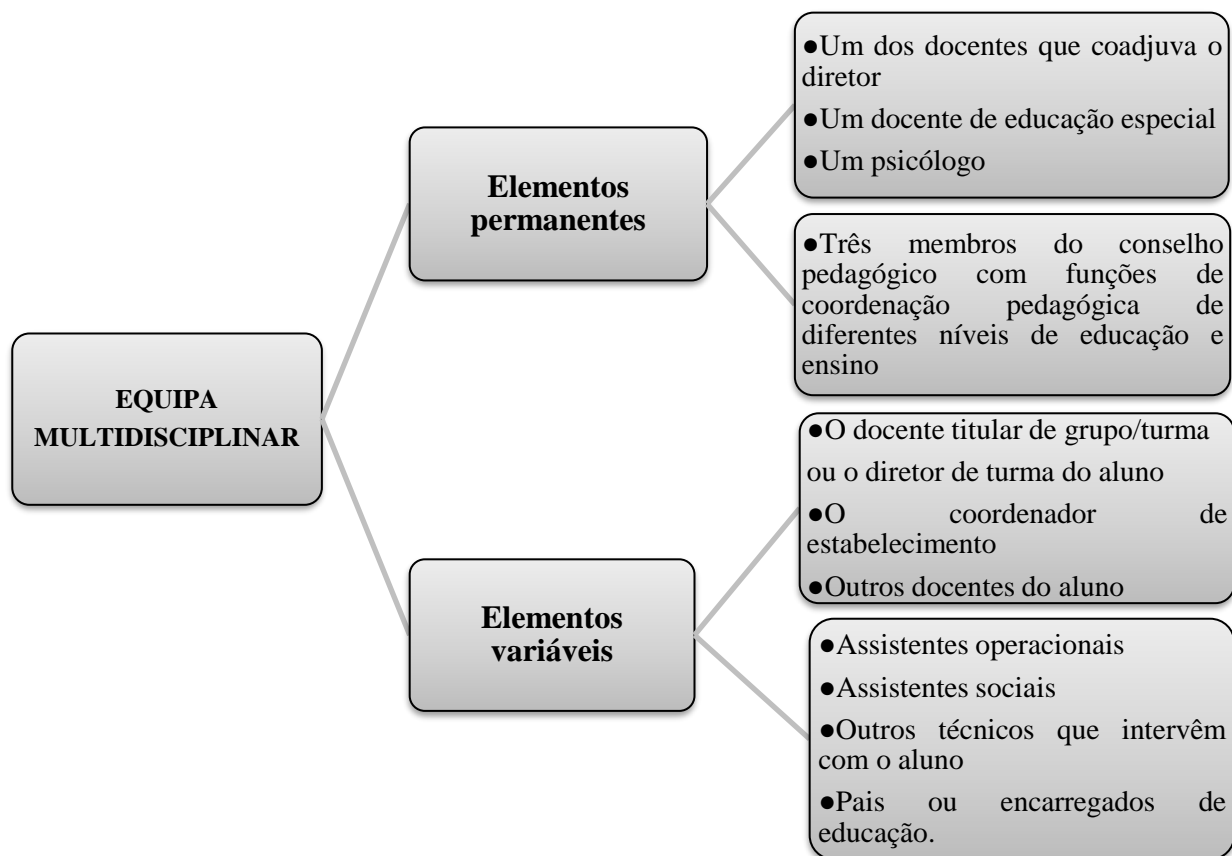 ●Um dos docentes que coadjuva o
diretor
●Um docente de educação especial
●Um psicólogo
Elementos
permanentes
●Três membros do conselho
pedagógico com funções de
coordenação pedagógica de
diferentes níveis de educação e
ensino
EQUIPA
MULTIDISCIPLINAR
●O docente titular de grupo/turma
ou o diretor de turma do aluno
●O coordenador de
estabelecimento
●Outros docentes do aluno
Elementos
variáveis
●Assistentes operacionais
●Assistentes sociais
●Outros técnicos que intervêm
com o aluno
●Pais ou encarregados de
educação.